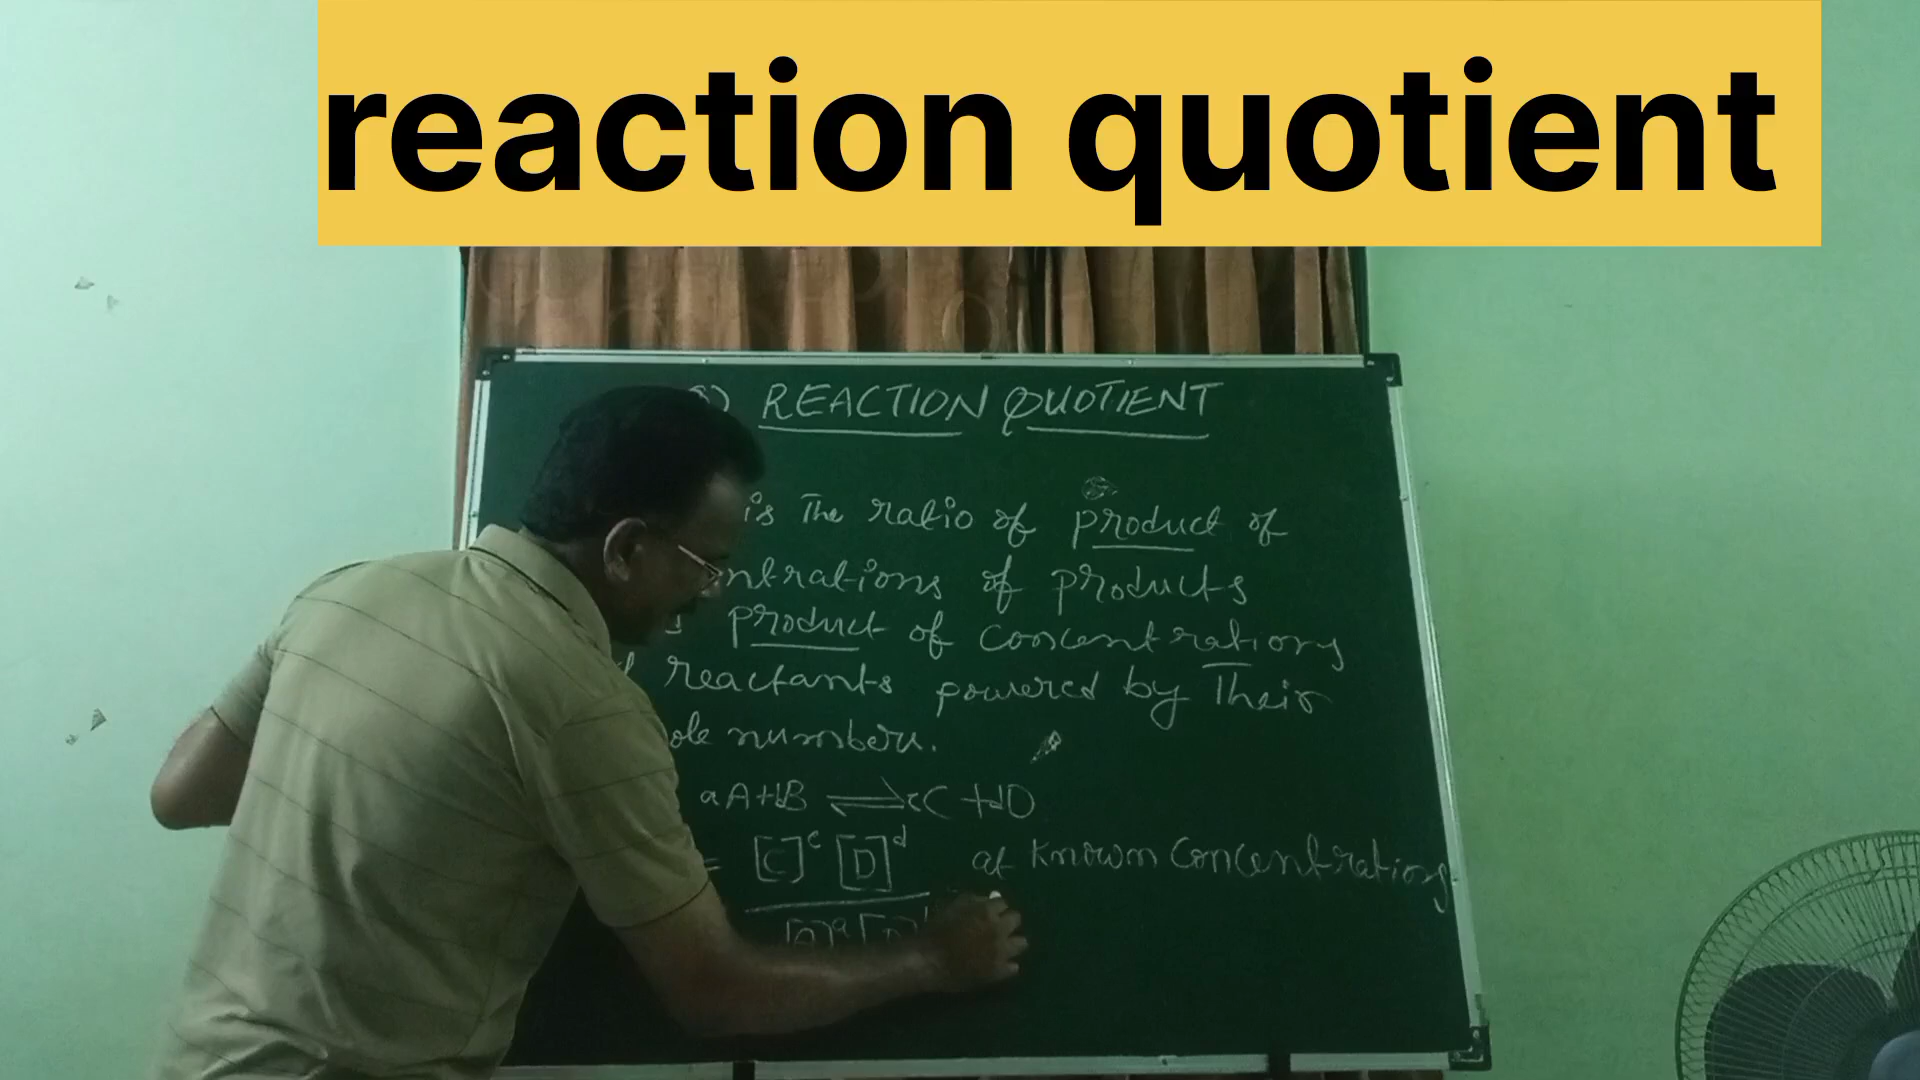 reaction quotient
REACTION QUOTIENT
is The ratio of product of
ntrations of products
product of concentrations
reactants powered by Their
ole numbers.
aA+bB ⇌ cC+dD
= [C]ᶜ [D]ᵈ at known concentrations
[A]ᵃ [B]ᵇ